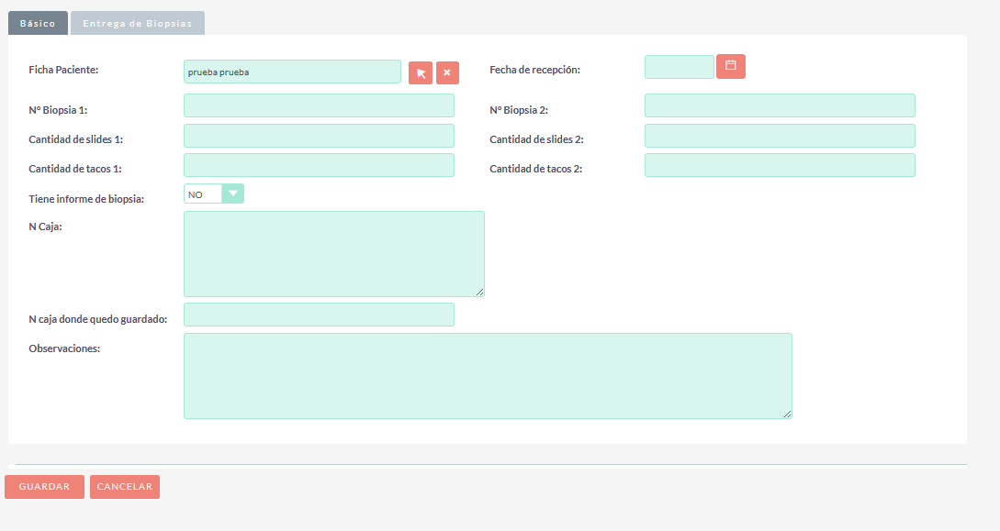 Básico Entrega de Biopsias
Ficha Paciente: prueba prueba Fecha de recepción:
Nº Biopsia 1: Nº Biopsia 2:
Cantidad de slides 1: Cantidad de slides 2:
Cantidad de tacos 1: Cantidad de tacos 2:
Tiene informe de biopsia: NO
N Caja:
N caja donde quedo guardado:
Observaciones:
GUARDAR CANCELAR